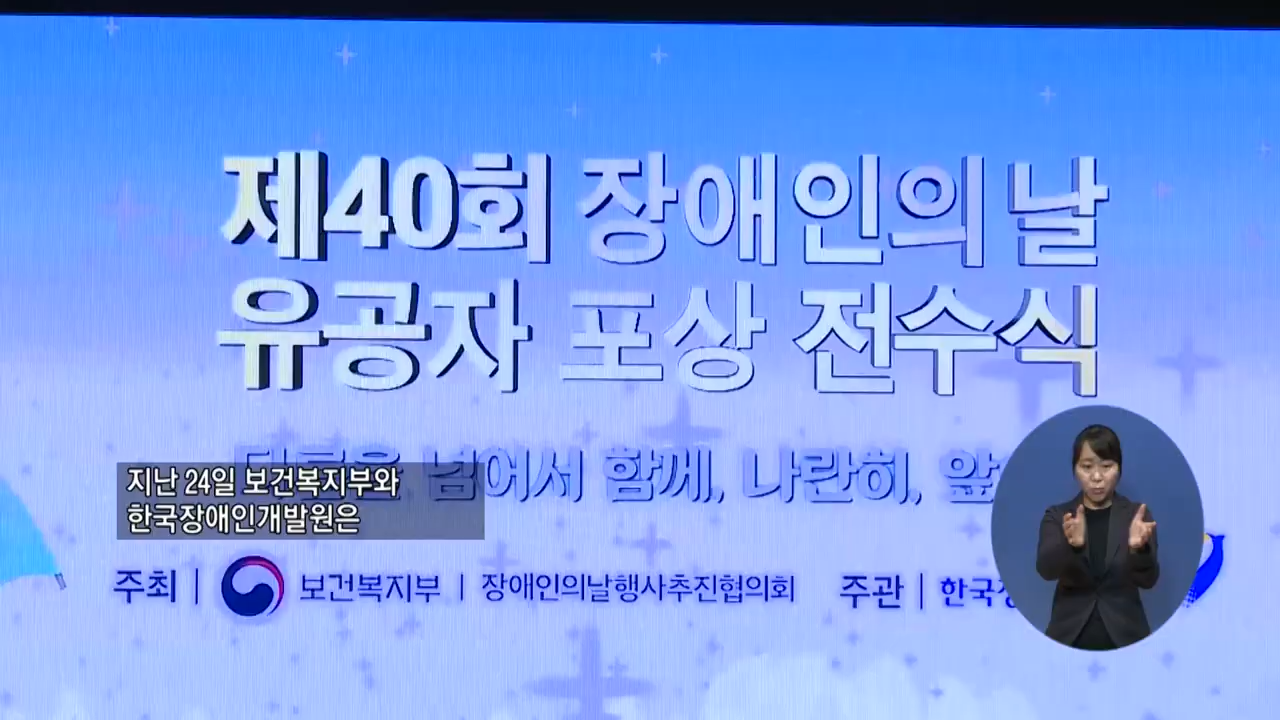 제40회 장애인의 날
유공자 포상 전수식
넘어서 함께, 나란히,
지난 24일 보건복지부와
한국장애인개발원은
주최 | 보건복지부 | 장애인의날행사추진협의회 주관 |